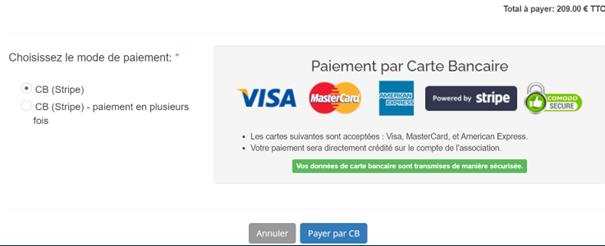 Total à payer: 209.00 € TTC
Choisissez le mode de paiement: *
CB (Stripe)
CB (Stripe) - paiement en plusieurs
fois
Paiement par Carte Bancaire
VISA
MasterCard
AMERICAN
EXPRESS
Powered by stripe
COMODO
SECURE
Les cartes suivantes sont acceptées : Visa, MasterCard, et American Express.
Votre paiement sera directement crédité sur le compte de l'association.
Vos données de carte bancaire sont transmises de manière sécurisée.
Annuler
Payer par CB